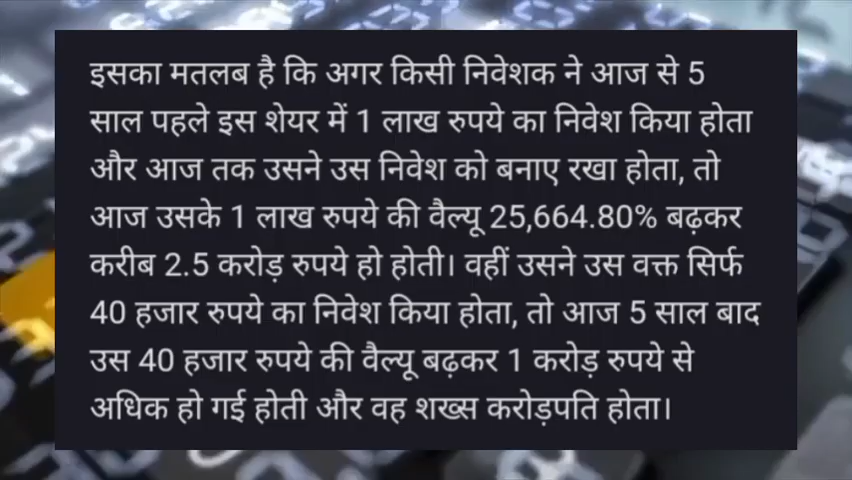 इसका मतलब है कि अगर किसी निवेशक ने आज से 5
साल पहले इस शेयर में 1 लाख रुपये का निवेश किया होता
और आज तक उसने उस निवेश को बनाए रखा होता, तो
आज उसके 1 लाख रुपये की वैल्यू 25,664.80% बढ़कर
करीब 2.5 करोड़ रुपये हो होती। वहीं उसने उस वक्त सिर्फ
40 हजार रुपये का निवेश किया होता, तो आज 5 साल बाद
उस 40 हजार रुपये की वैल्यू बढ़कर 1 करोड़ रुपये से
अधिक हो गई होती और वह शख्स करोड़पति होता।